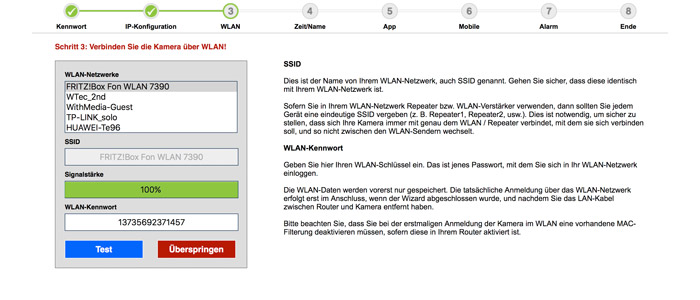 3 4 5 6 7 8
Kennwort IP-Konfiguration WLAN Zeit/Name App Mobile Alarm Ende
Schritt 3: Verbinden Sie die Kamera über WLAN!
WLAN-Netzwerke
FRITZ!Box Fon WLAN 7390
WTec_2nd
WithMedia-Guest
TP-LINK_solo
HUAWEI-Te96
SSID
FRITZ!Box Fon WLAN 7390
Signalstärke
100%
WLAN-Kennwort
13735692371457
Test Überspringen
SSID
Dies ist der Name von Ihrem WLAN-Netzwerk, auch SSID genannt. Gehen Sie sicher, dass diese identisch
mit Ihrem WLAN-Netzwerk ist.
Sofern Sie in Ihrem WLAN-Netzwerk Repeater bzw. WLAN-Verstärker verwenden, dann sollten Sie jedem
Gerät eine eindeutige SSID vergeben (z. B. Repeater1, Repeater2, usw.). Dies ist notwendig, um sicher zu
stellen, dass sich Ihre Kamera immer mit genau dem WLAN / Repeater verbindet, mit dem sie sich verbinden
soll, und so nicht zwischen den WLAN-Sendern wechselt.
WLAN-Kennwort
Geben Sie hier Ihren WLAN-Schlüssel ein. Das ist jenes Passwort, mit dem Sie sich in Ihr WLAN-Netzwerk
einloggen.
Die WLAN-Daten werden vorerst nur gespeichert. Die tatsächliche Anmeldung über das WLAN-Netzwerk
erfolgt erst im Anschluss, wenn der Wizard abgeschlossen wurde, und nachdem Sie das LAN-Kabel
zwischen Router und Kamera entfernt haben.
Bitte beachten Sie, dass Sie bei der erstmaligen Anmeldung der Kamera im WLAN eine vorhandene MAC-
Filterung deaktivieren müssen, sofern diese in Ihrem Router aktiviert ist.